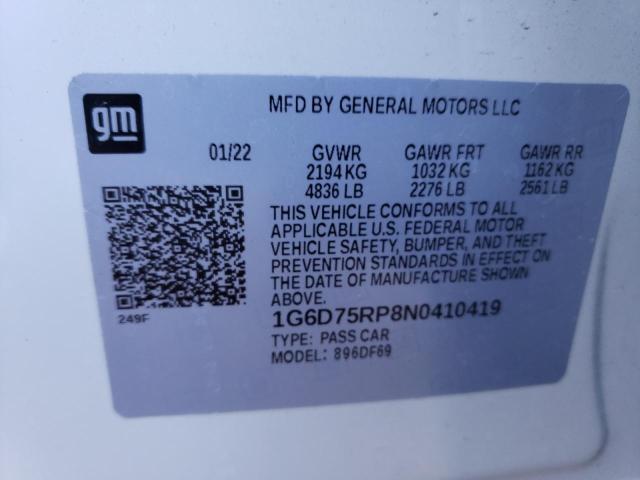 gm
MFD BY GENERAL MOTORS LLC
01/22 GVWR GAWR FRT GAWR RR
2194 KG 1032 KG 1162 KG
4836 LB 2276 LB 2561 LB
THIS VEHICLE CONFORMS TO ALL
APPLICABLE U.S. FEDERAL MOTOR
VEHICLE SAFETY, BUMPER, AND THEFT
PREVENTION STANDARDS IN EFFECT ON
THE DATE OF MANUFACTURE SHOWN
ABOVE.
249F
1G6D75RP8N0410419
TYPE: PASS CAR
MODEL: 896DF69